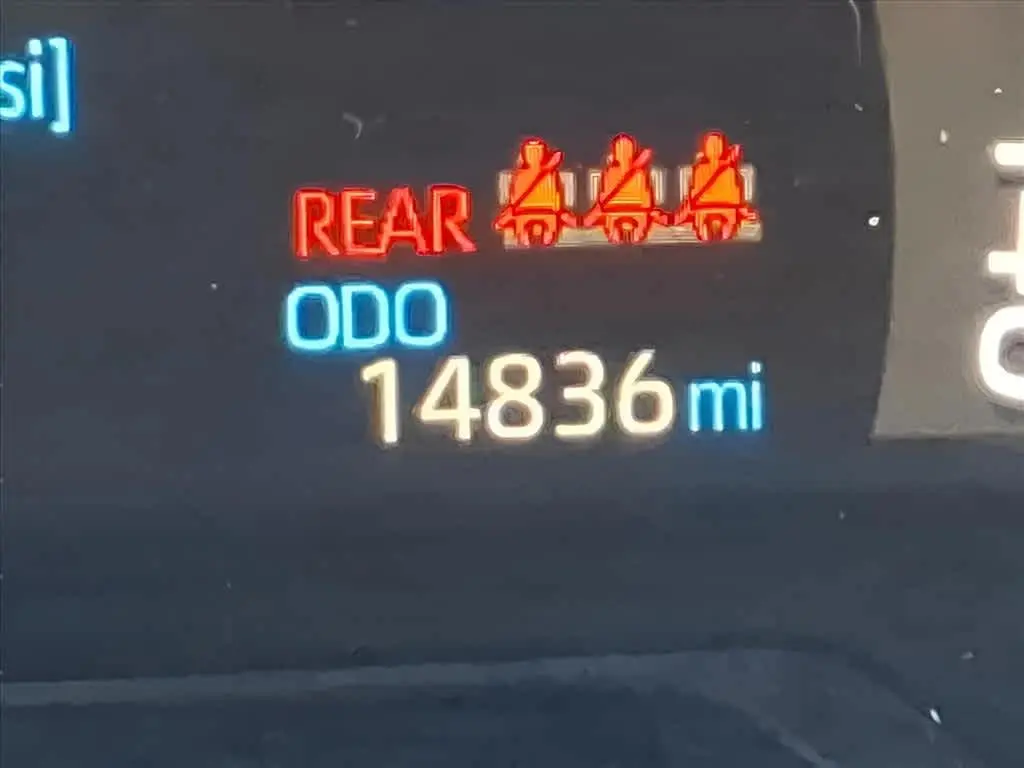 si]
REAR
ODO
14836 mi